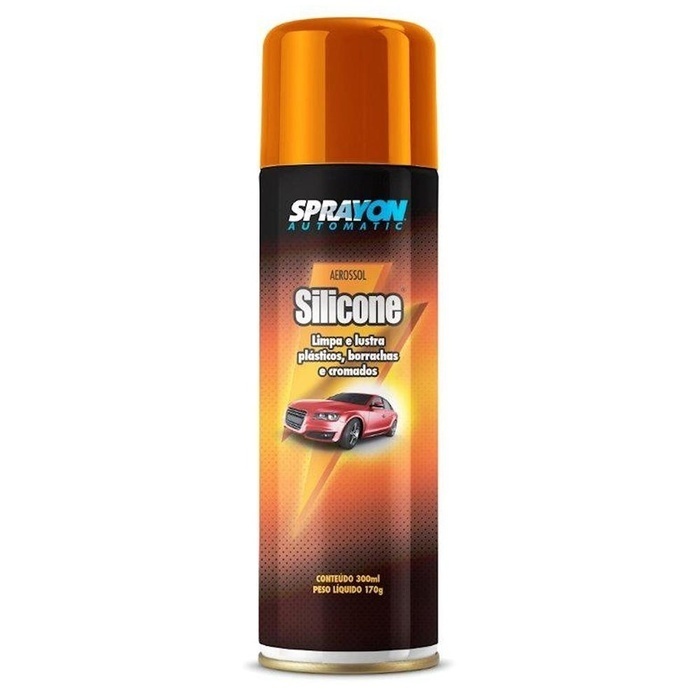 SPRAYON
AUTOMATIC
AEROSSOL
Silicone
Limpa e lustra
plásticos, borrachas
e cromados
CONTEÚDO 300ml
PESO LÍQUIDO 170g